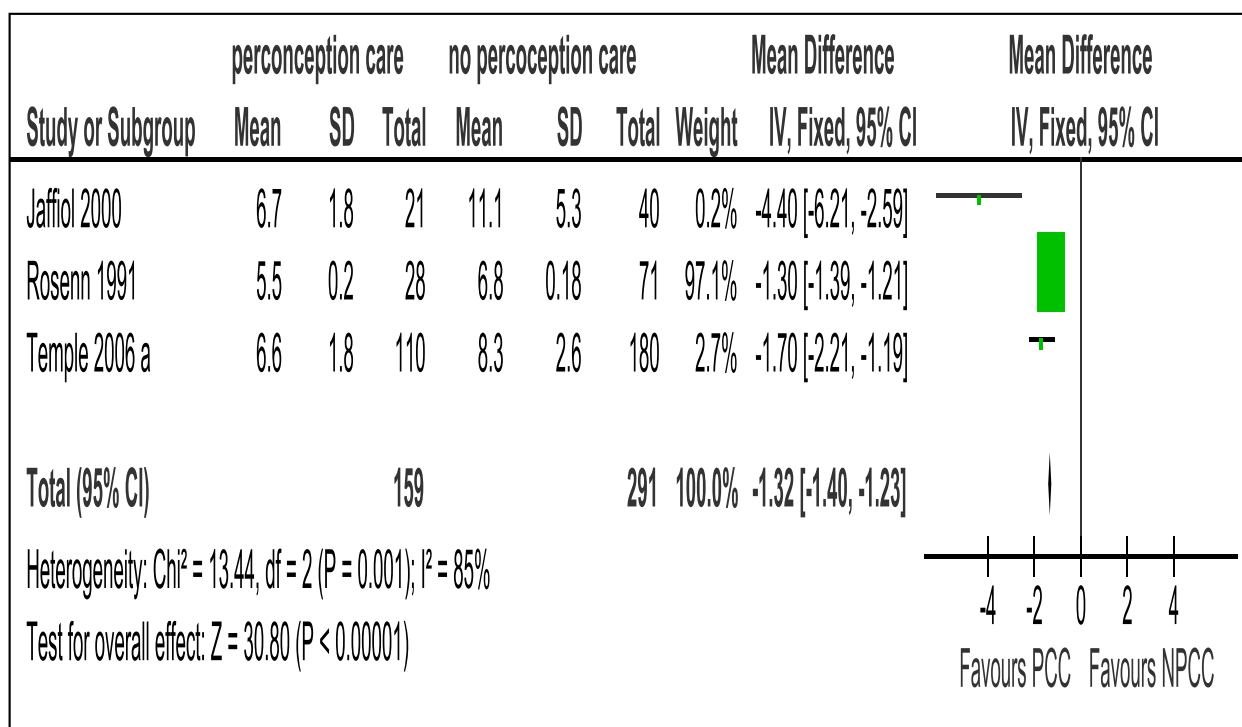 perconception care no percoception care Mean Difference Mean Difference
Study or Subgroup Mean SD Total Mean SD Total Weight IV, Fixed, 95% CI IV, Fixed, 95% CI
Jaffiol 2000 6.7 1.8 21 11.1 5.3 40 0.2% -4.40 [-6.21, -2.59]
Rosenn 1991 5.5 0.2 28 6.8 0.18 71 97.1% -1.30 [-1.39, -1.21]
Temple 2006 a 6.6 1.8 110 8.3 2.6 180 2.7% -1.70 [-2.21, -1.19]
Total (95% CI) 159 291 100.0% -1.32 [-1.40, -1.23]
Heterogeneity: Chi² = 13.44, df = 2 (P = 0.001); I² = 85%
Test for overall effect: Z = 30.80 (P < 0.00001)
-4 -2 0 2 4
Favours PCC Favours NPCC